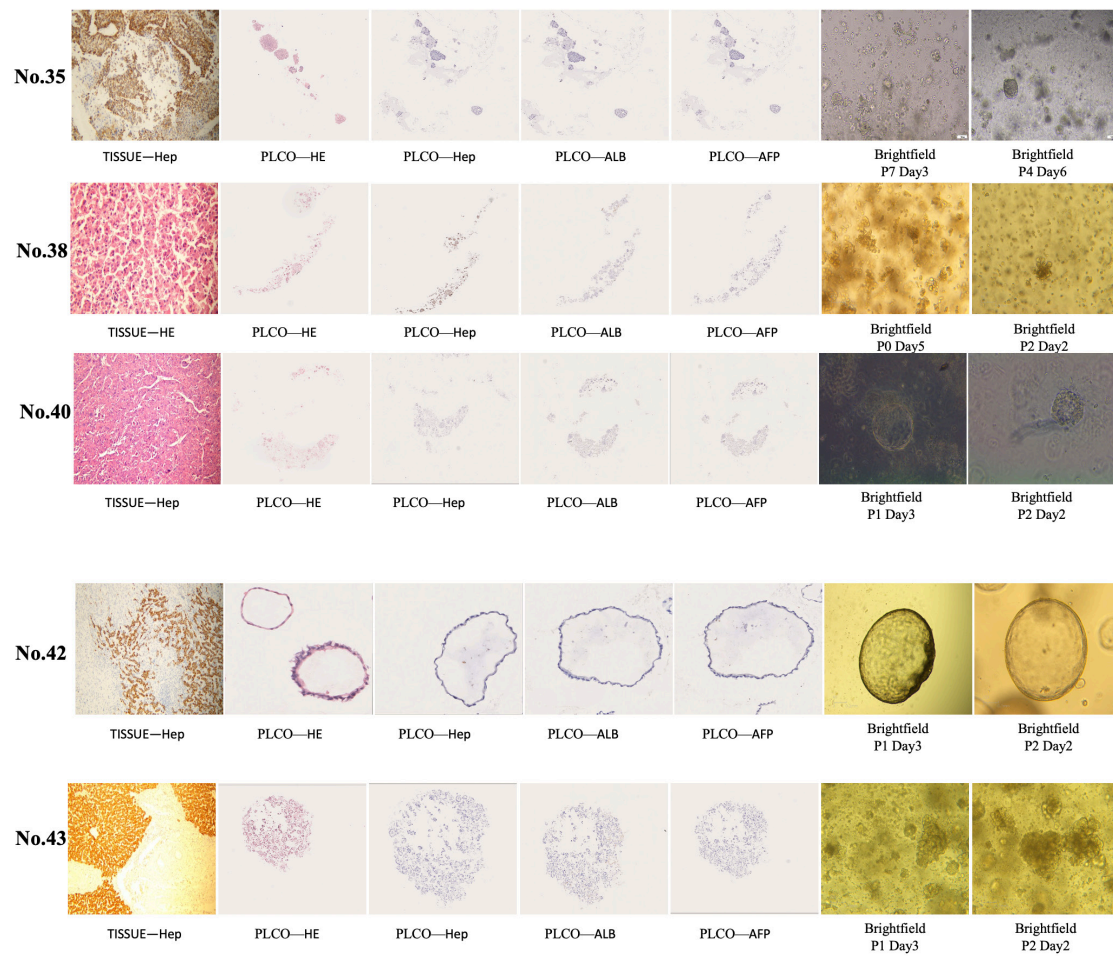 No.35
TISSUE—Hep
PLCO—HE
PLCO—Hep
PLCO—ALB
PLCO—AFP
Brightfield
P7 Day3
Brightfield
P4 Day6
No.38
TISSUE—HE
PLCO—HE
PLCO—Hep
PLCO—ALB
PLCO—AFP
Brightfield
P0 Day5
Brightfield
P2 Day2
No.40
TISSUE—Hep
PLCO—HE
PLCO—Hep
PLCO—ALB
PLCO—AFP
Brightfield
P1 Day3
Brightfield
P2 Day2
No.42
TISSUE—Hep
PLCO—HE
PLCO—Hep
PLCO—ALB
PLCO—AFP
Brightfield
P1 Day3
Brightfield
P2 Day2
No.43
TISSUE—Hep
PLCO—HE
PLCO—Hep
PLCO—ALB
PLCO—AFP
Brightfield
P1 Day3
Brightfield
P2 Day2